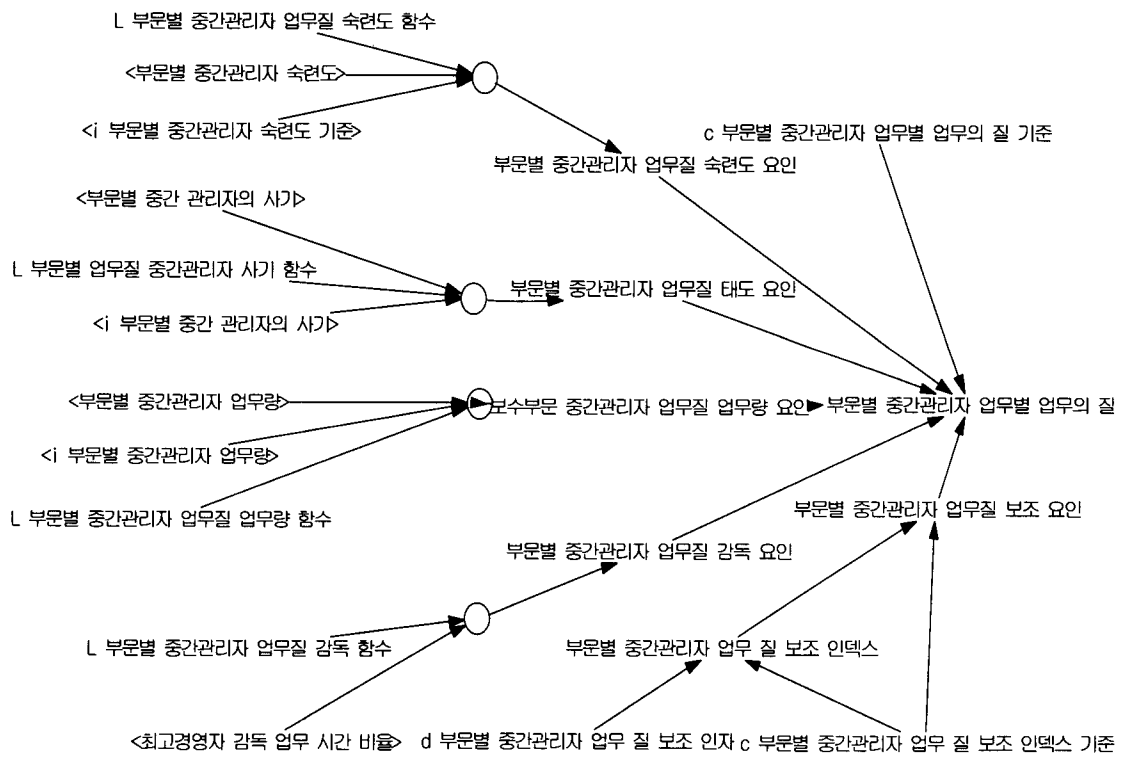 L 부문별 중간관리자 업무질 숙련도 함수
<부문별 중간관리자 숙련도>
<i 부문별 중간관리자 숙련도 기준>
c 부문별 중간관리자 업무별 업무의 질 기준
부문별 중간관리자 업무질 숙련도 요인
<부문별 중간 관리자의 사기>
L 부문별 업무질 중간관리자 사기 함수
부문별 중간관리자 업무질 태도 요인
<i 부문별 중간 관리자의 사기>
<부문별 중간관리자 업무량>
보수부문 중간관리자 업무질 업무량 요인
부문별 중간관리자 업무별 업무의 질
<i 부문별 중간관리자 업무량>
L 부문별 중간관리자 업무질 업무량 함수
부문별 중간관리자 업무질 보조 요인
부문별 중간관리자 업무질 감독 요인
L 부문별 중간관리자 업무질 감독 함수
부문별 중간관리자 업무 질 보조 인덱스
<최고경영자 감독 업무 시간 비율>
d 부문별 중간관리자 업무 질 보조 인자
c 부문별 중간관리자 업무 질 보조 인덱스 기준